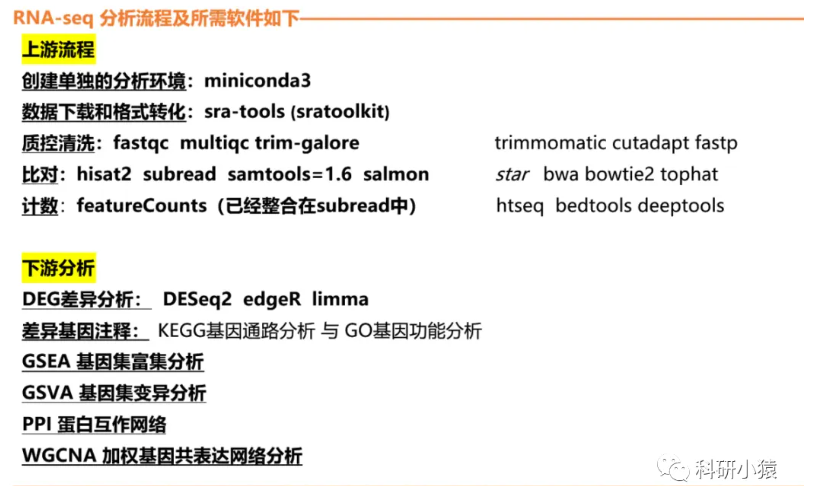 RNA-seq 分析流程及所需软件如下
上游流程
创建单独的分析环境：miniconda3
数据下载和格式转化：sra-tools (sratoolkit)
质控清洗：fastqc multiqc trim-galore trimmomatic cutadapt fastp
比对：hisat2 subread samtools=1.6 salmon star bwa bowtie2 tophat
计数：featureCounts（已经整合在subread中） htseq bedtools deeptools
下游分析
DEG差异分析： DESeq2 edgeR limma
差异基因注释： KEGG基因通路分析 与 GO基因功能分析
GSEA 基因集富集分析
GSVA 基因集变异分析
PPI 蛋白互作网络
WGCNA 加权基因共表达网络分析
科研小猿